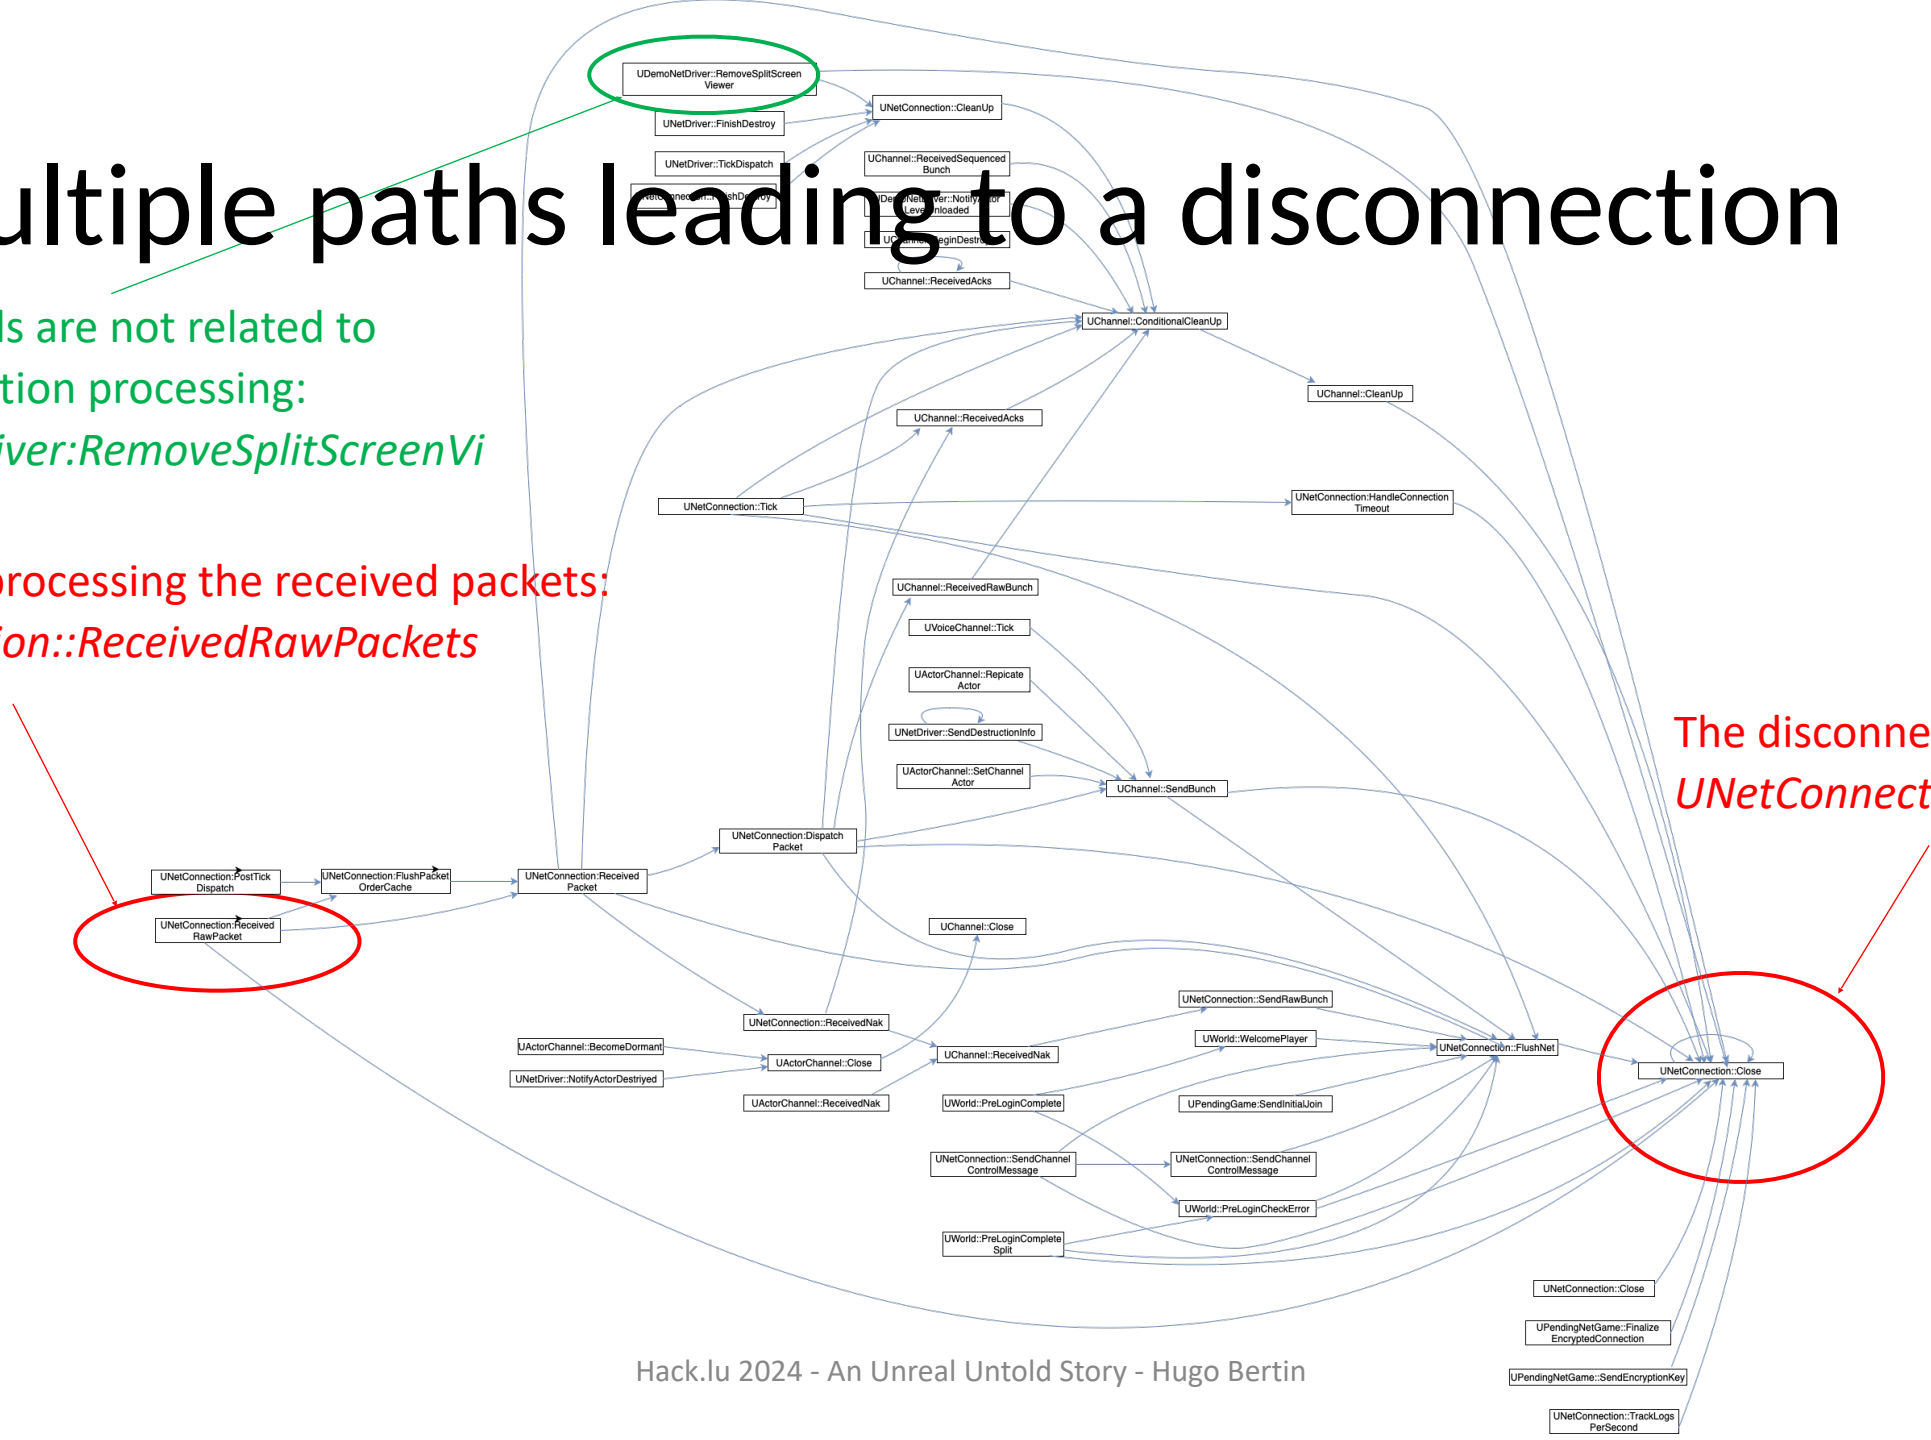 UDemoNetDriver::RemoveSplitScreen
Viewer
UNetConnection::CleanUp
UNetDriver::FinishDestroy
UNetDriver::TickDispatch
UChannel::ReceivedSequenced
Bunch
ultiple paths leading to a disconnection
UChannel::ReceivedAcks
ls are not related to
tion processing:
iver:RemoveSplitScreenVi
UChannel::ConditionalCleanUp
UChannel::CleanUp
UChannel::ReceivedAcks
UNetConnection::Tick
UNetConnection:HandleConnection
Timeout
processing the received packets:
ion::ReceivedRawPackets
UChannel::ReceivedRawBunch
UVoiceChannel::Tick
UActorChannel::Repicate
Actor
UNetDriver::SendDestructionInfo
UActorChannel::SetChannel
Actor
UChannel::SendBunch
The disconne
UNetConnect
UNetConnection:Dispatch
Packet
UNetConnection:PostTick
Dispatch
UNetConnection:FlushPacket
OrderCache
UNetConnection:Received
Packet
UNetConnection:Received
RawPacket
UChannel::Close
UNetConnection::SendRawBunch
UNetConnection::ReceivedNak
UWorld::WelcomePlayer
UActorChannel::BecomeDormant
UActorChannel::Close
UChannel::ReceivedNak
UNetConnection::FlushNet
UNetConnection::Close
UNetDriver::NotifyActorDestriyed
UActorChannel::ReceivedNak
UWorld::PreLoginComplete
UPendingGame:SendInitialJoin
UNetConnection::SendChannel
ControlMessage
UNetConnection::SendChannel
ControlMessage
UWorld::PreLoginCheckError
UWorld::PreLoginComplete
Split
UNetConnection::Close
UPendingNetGame::Finalize
EncryptedConnection
UPendingNetGame::SendEncryptionKey
UNetConnection::TrackLogs
PerSecond
Hack.lu 2024 - An Unreal Untold Story - Hugo Bertin